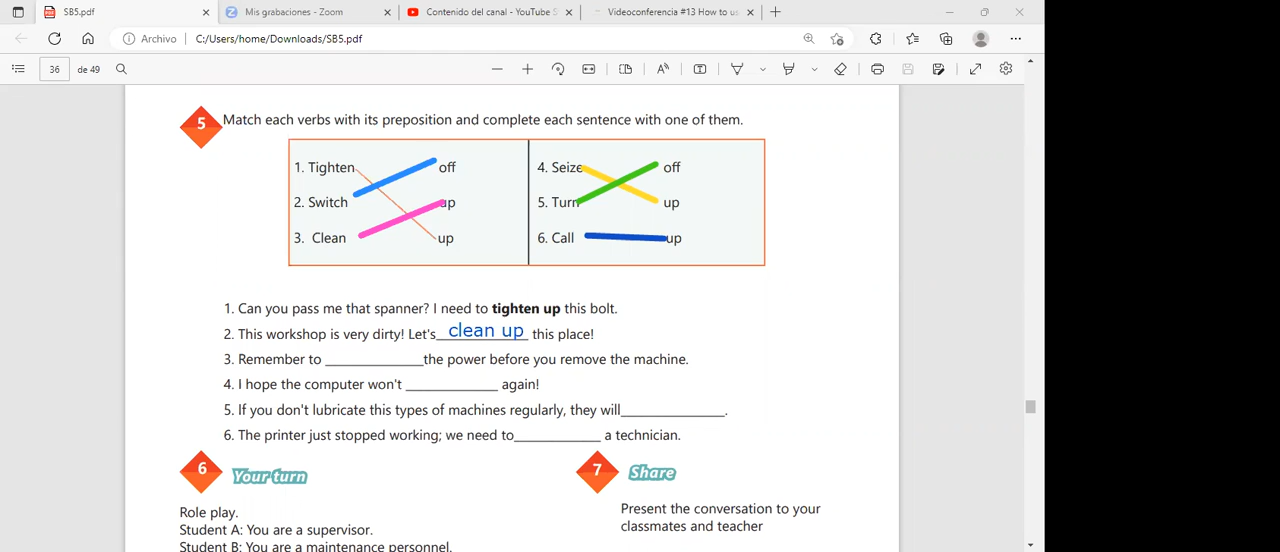 SB5.pdf
Mis grabaciones - Zoom
Contenido del canal - YouTube S
Videoconferencia #13 How to us
Archivo
C:/Users/home/Downloads/SB5.pdf
36
de 49
5
Match each verbs with its preposition and complete each sentence with one of them.
1. Tighten off
2. Switch up
3. Clean up
4. Seize off
5. Turn up
6. Call up
1. Can you pass me that spanner? I need to tighten up this bolt.
2. This workshop is very dirty! Let's clean up this place!
3. Remember to ______________the power before you remove the machine.
4. I hope the computer won't _____________ again!
5. If you don't lubricate this types of machines regularly, they will_______________.
6. The printer just stopped working; we need to_____________ a technician.
6
Your turn
Role play.
Student A: You are a supervisor.
Student B: You are a maintenance personnel.
7
Share
Present the conversation to your
classmates and teacher